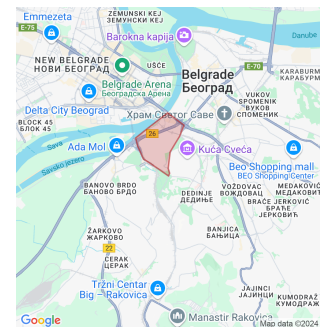 Emmezeta
ZEMUNSKI KEJ
ЗЕМУНСКИ КЕЈ
E-75
Barokna kapija
Danube
NEW BELGRADE
НОВИ БЕОГРАД
UŠĆE
УШЋЕ
Belgrade Arena
Београдска Арена
Belgrade
Београд
E-70
KARABURM
КАРАБУРМ
Delta City Belgrade
VUKOV
SPOMENIK
ВУКОВ
СПОМЕНИК
BLOCK 45
БЛОК 45
Храм Светог Саве
26
Sava
Ada Mol
Kuća Cveća
Savsko jezero
Beo Shopping mall
BEO Shopping Center
BANOVO BRDO
БАНОВО БРДО
DEDINJE
ДЕДИЊЕ
VOŽDOVAC
ВОЖДОВАЦ
MEDAKOVIĆ
МЕДАКОВИЋ
BRAĆE JERKOVIĆ
БРАЋЕ
ЈЕРКОВИЋ
ŽARKOVO
ЖАРКОВО
BANJICA
БАЊИЦА
22
CERAK
ЦЕРАК
Tržni Centar
Big – Rakovica
JAJINCI
ЈАЈИНЦИ
KUMODRAŽ
КУМОДРАЖ
Manastir Rakovica
Google
Map data ©2024